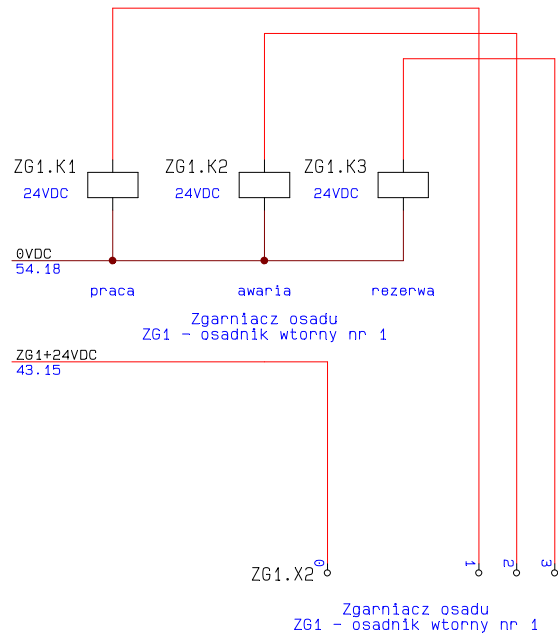 ZG1.K1 ZG1.K2 ZG1.K3
24VDC 24VDC 24VDC
0VDC
54.18
praca awaria rezerwa
Zgarniacz osadu
ZG1 - osadnik wtorny nr 1
ZG1+24VDC
43.15
0 1 2 3
ZG1.X2
Zgarniacz osadu
ZG1 - osadnik wtorny nr 1